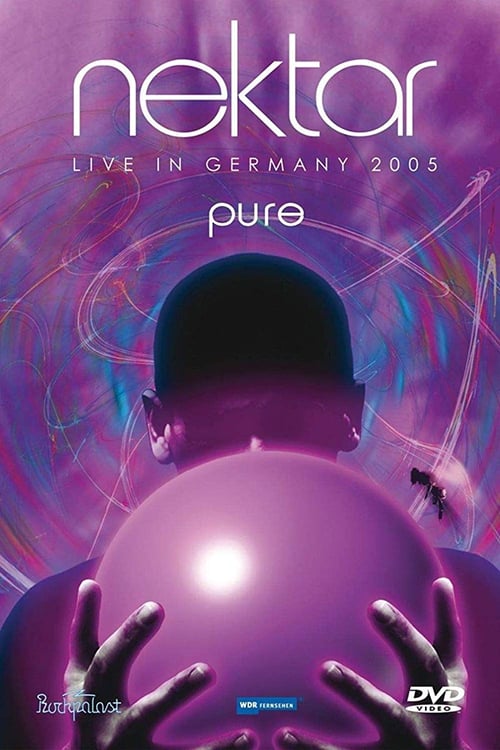 nektar
LIVE IN GERMANY 2005
pure
Rockpalast
WDR FERNSEHEN
DVD
VIDEO